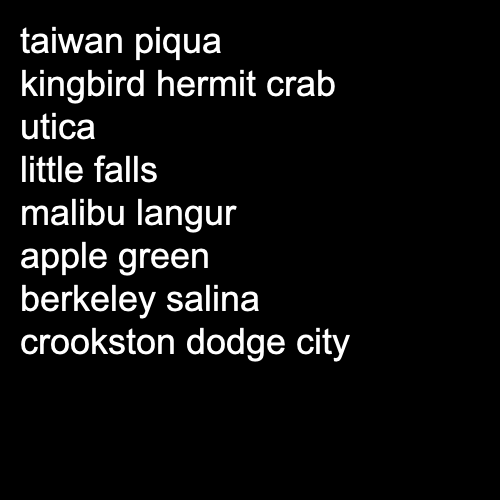 taiwan piqua
kingbird hermit crab
utica
little falls
malibu langur
apple green
berkeley salina
crookston dodge city